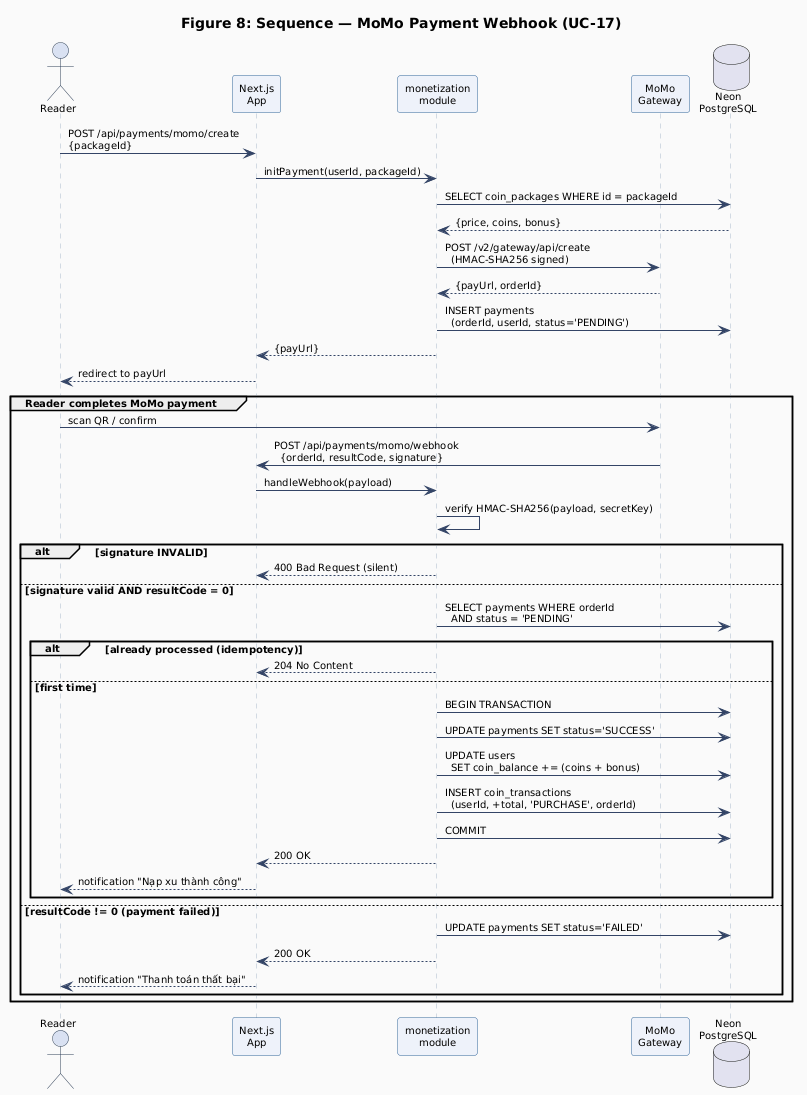 Figure 8: Sequence — MoMo Payment Webhook (UC-17)
Reader
Next.js
App
monetization
module
MoMo
Gateway
Neon
PostgreSQL
POST /api/payments/momo/create
{packageId}
initPayment(userId, packageId)
SELECT coin_packages WHERE id = packageId
{price, coins, bonus}
POST /v2/gateway/api/create
(HMAC-SHA256 signed)
{payUrl, orderId}
INSERT payments
(orderId, userId, status='PENDING')
{payUrl}
redirect to payUrl
Reader completes MoMo payment
scan QR / confirm
POST /api/payments/momo/webhook
{orderId, resultCode, signature}
handleWebhook(payload)
verify HMAC-SHA256(payload, secretKey)
alt [signature INVALID]
400 Bad Request (silent)
[signature valid AND resultCode = 0]
SELECT payments WHERE orderId
AND status = 'PENDING'
alt [already processed (idempotency)]
204 No Content
[first time]
BEGIN TRANSACTION
UPDATE payments SET status='SUCCESS'
UPDATE users
SET coin_balance += (coins + bonus)
INSERT coin_transactions
(userId, +total, 'PURCHASE', orderId)
COMMIT
200 OK
notification "Nạp xu thành công"
[resultCode != 0 (payment failed)]
UPDATE payments SET status='FAILED'
200 OK
notification "Thanh toán thất bại"
Reader
Next.js
App
monetization
module
MoMo
Gateway
Neon
PostgreSQL